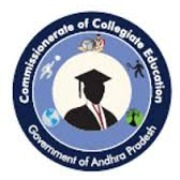 Commissionerate of Collegiate Education
Government of Andhra Pradesh